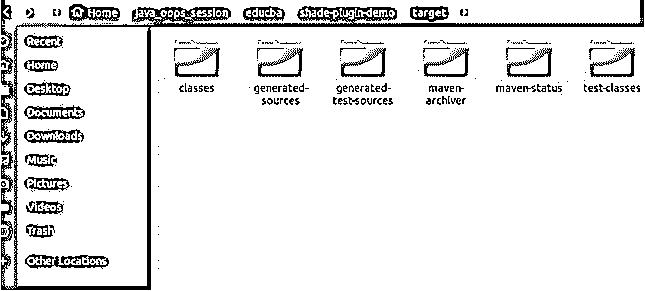 Home java_oops_session educba shade-plugin-demo target
Recent
Home
Desktop
Documents
Downloads
Music
Pictures
Videos
Trash
Other Locations
classes
generated-
sources
generated-
test-sources
maven-
archiver
maven-status
test-classes